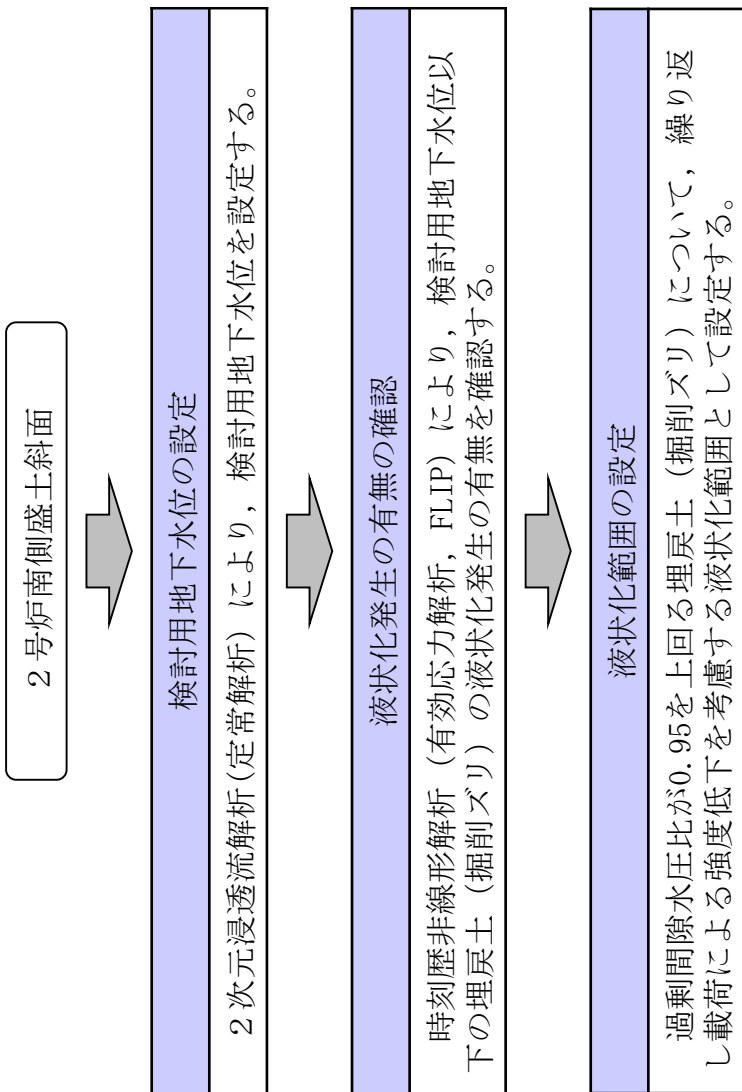 ２号炉南側盛土斜面
検討用地下水位の設定
２次元浸透流解析(定常解析）により，検討用地下水位を設定する。
液状化発生の有無の確認
時刻歴非線形解析（有効応力解析，FLIP）により，検討用地下水位以
下の埋戻土（掘削ズリ）の液状化発生の有無を確認する。
液状化範囲の設定
過剰間隙水圧比が0.95を上回る埋戻土（掘削ズリ）について，繰り返
し載荷による強度低下を考慮する液状化範囲として設定する。